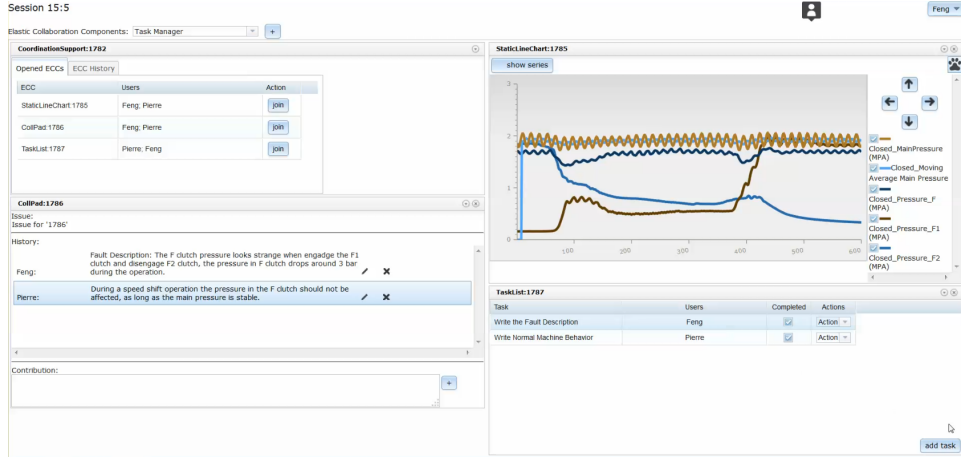 Session 15:5
Feng
Elastic Collaboration Components: Task Manager
+
CoordinationSupport:1782
Opened ECCs ECC History
ECC Users Action
StaticLineChart:1785 Feng; Pierre join
CollPad:1786 Feng; Pierre join
TaskList:1787 Pierre; Feng join
CollPad:1786
Issue:
Issue for '1786'
History:
Feng:
Fault Description: The F clutch pressure looks strange when engadge the F1
clutch and disengage F2 clutch, the pressure in F clutch drops around 3 bar
during the operation.
Pierre:
During a speed shift operation the pressure in the F clutch should not be
affected, as long as the main pressure is stable.
Contribution:
+
StaticLineChart:1785
show series
3
2
1
0
100 200 300 400 500 600
Closed_MainPressure
(MPA)
Closed_Moving
Average Main Pressure
Closed_Pressure_F
(MPA)
Closed_Pressure_F1
(MPA)
Closed_Pressure_F2
(MPA)
TaskList:1787
Task Users Completed Actions
Write the Fault Description Feng Action
Write Normal Machine Behavior Pierre Action
add task